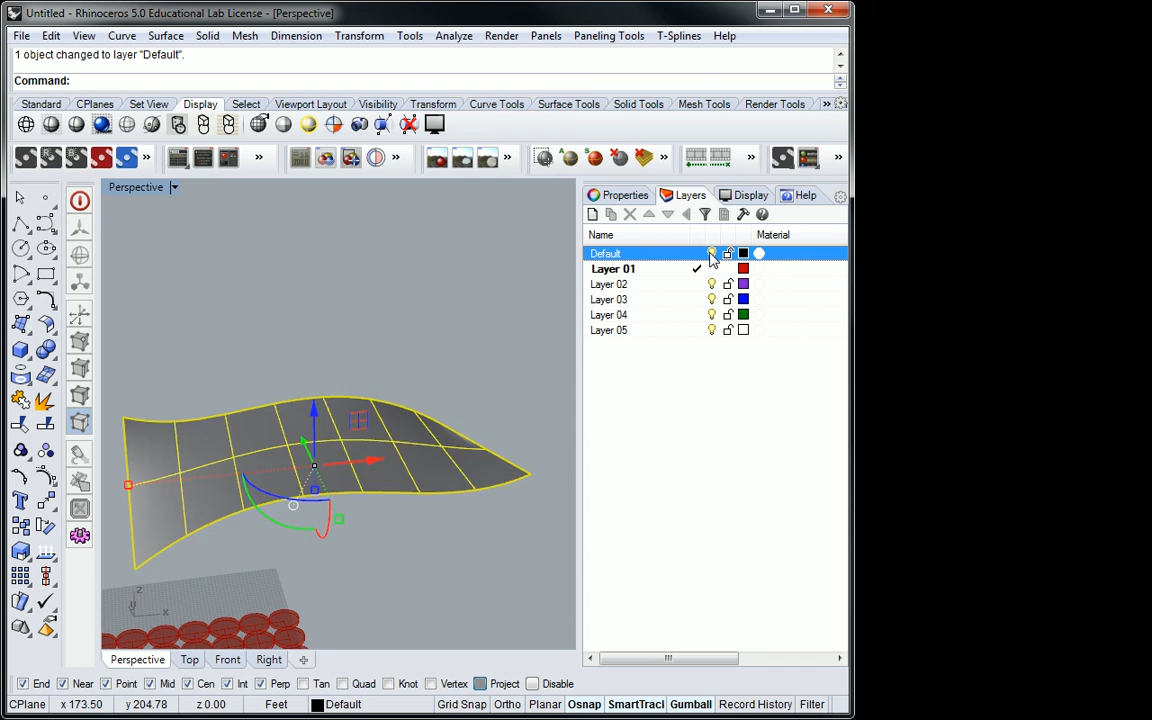 Untitled - Rhinoceros 5.0 Educational Lab License - [Perspective]
File Edit View Curve Surface Solid Mesh Dimension Transform Tools Analyze Render Panels Paneling Tools T-Splines Help
1 object changed to layer "Default".
Command:
Standard CPlanes Set View Display Select Viewport Layout Visibility Transform Curve Tools Surface Tools Solid Tools Mesh Tools Render Tools »
Perspective
Properties Layers Display Help
Name Material
Default
Layer 01
Layer 02
Layer 03
Layer 04
Layer 05
z
y x
Perspective Top Front Right
End Near Point Mid Cen Int Perp Tan Quad Knot Vertex Project Disable
CPlane x 173.50 y 204.78 z 0.00 Feet Default Grid Snap Ortho Planar Osnap SmartTracl Gumball Record History Filter